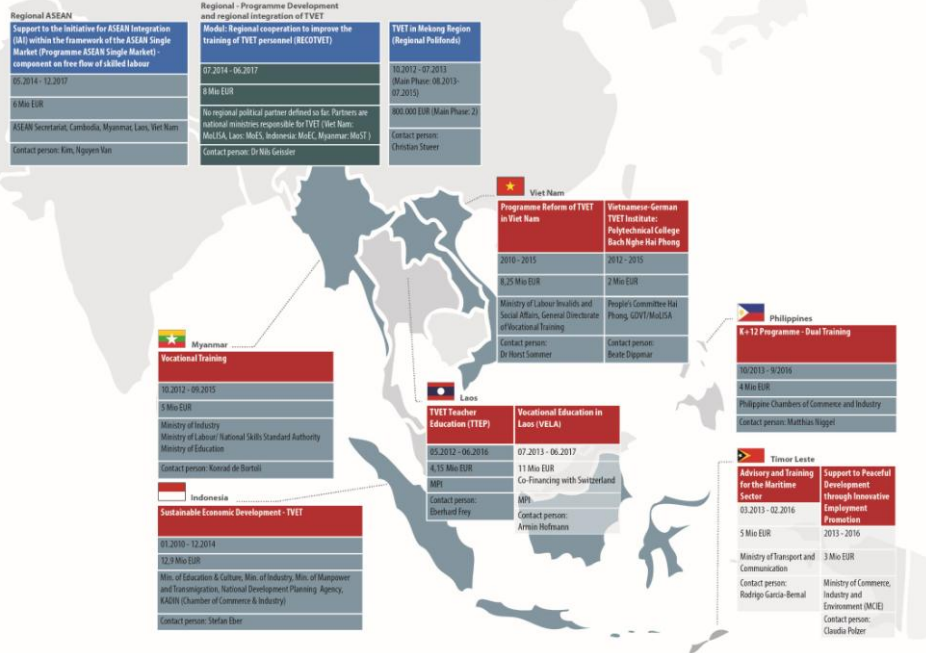 Regional ASEAN
Support to the Initiative for ASEAN Integration
(IAI) within the framework of the ASEAN Single
Market (Programme ASEAN Single Market) -
component on free flow of skilled labour
05.2014 - 12.2017
6 Mio EUR
ASEAN Secretariat, Cambodia, Myanmar, Laos, Viet Nam
Contact person: Kim, Nguyen Van
Regional - Programme Development
and regional integration of TVET
Modul: Regional cooperation to improve the
training of TVET personnel (RECOTVET)
07.2014 - 06.2017
8 Mio EUR
No regional political partner defined so far. Partners are
national ministries responsible for TVET (Viet Nam:
MoLISA, Laos: MoES, Indonesia: MoEC, Myanmar: MoST )
Contact person: Dr Nils Geissler
TVET in Mekong Region
(Regional Polifonds)
10.2012 - 07.2013
(Main Phase: 08.2013-
07.2015)
800.000 EUR (Main Phase: 2)
Contact person:
Christian Stueer
Viet Nam
Programme Reform of TVET
in Viet Nam
2010 - 2015
8,25 Mio EUR
Ministry of Labour Invalids and
Social Affairs, General Directorate
of Vocational Training
Contact person:
Dr Horst Sommer
Vietnamese-German
TVET Institute:
Polytechnical College
Bach Nghe Hai Phong
2012 - 2015
2 Mio EUR
People's Committee Hai
Phong, GDVT/MoLISA
Contact person:
Beate Dippmar
Philippines
K+12 Programme - Dual Training
10/2013 - 9/2016
4 Mio EUR
Philippine Chambers of Commerce and Industry
Contact person: Matthias Niggel
Myanmar
Vocational Training
10.2012 - 09.2015
5 Mio EUR
Ministry of Industry
Ministry of Labour/ National Skills Standard Authority
Ministry of Education
Contact person: Konrad de Bortoli
Laos
TVET Teacher
Education (TTEP)
05.2012 - 06.2016
4,15 Mio EUR
MPI
Contact person:
Eberhard Frey
Vocational Education in
Laos (VELA)
07.2013 - 06.2017
11 Mio EUR
Co-Financing with Switzerland
MPI
Contact person:
Armin Hofmann
Timor Leste
Advisory and Training
for the Maritime
Sector
03.2013 - 02.2016
5 Mio EUR
Ministry of Transport and
Communication
Contact person:
Rodrigo Garcia-Bernal
Support to Peaceful
Development
through Innovative
Employment
Promotion
2013 - 2016
3 Mio EUR
Ministry of Commerce,
Industry and
Environment (MCIE)
Contact person:
Claudia Polzer
Indonesia
Sustainable Economic Development - TVET
01.2010 - 12.2014
12,9 Mio EUR
Min. of Education & Culture, Min. of Industry, Min. of Manpower
and Transmigration, National Development Planning Agency,
KADIN (Chamber of Commerce & Industry)
Contact person: Stefan Eber